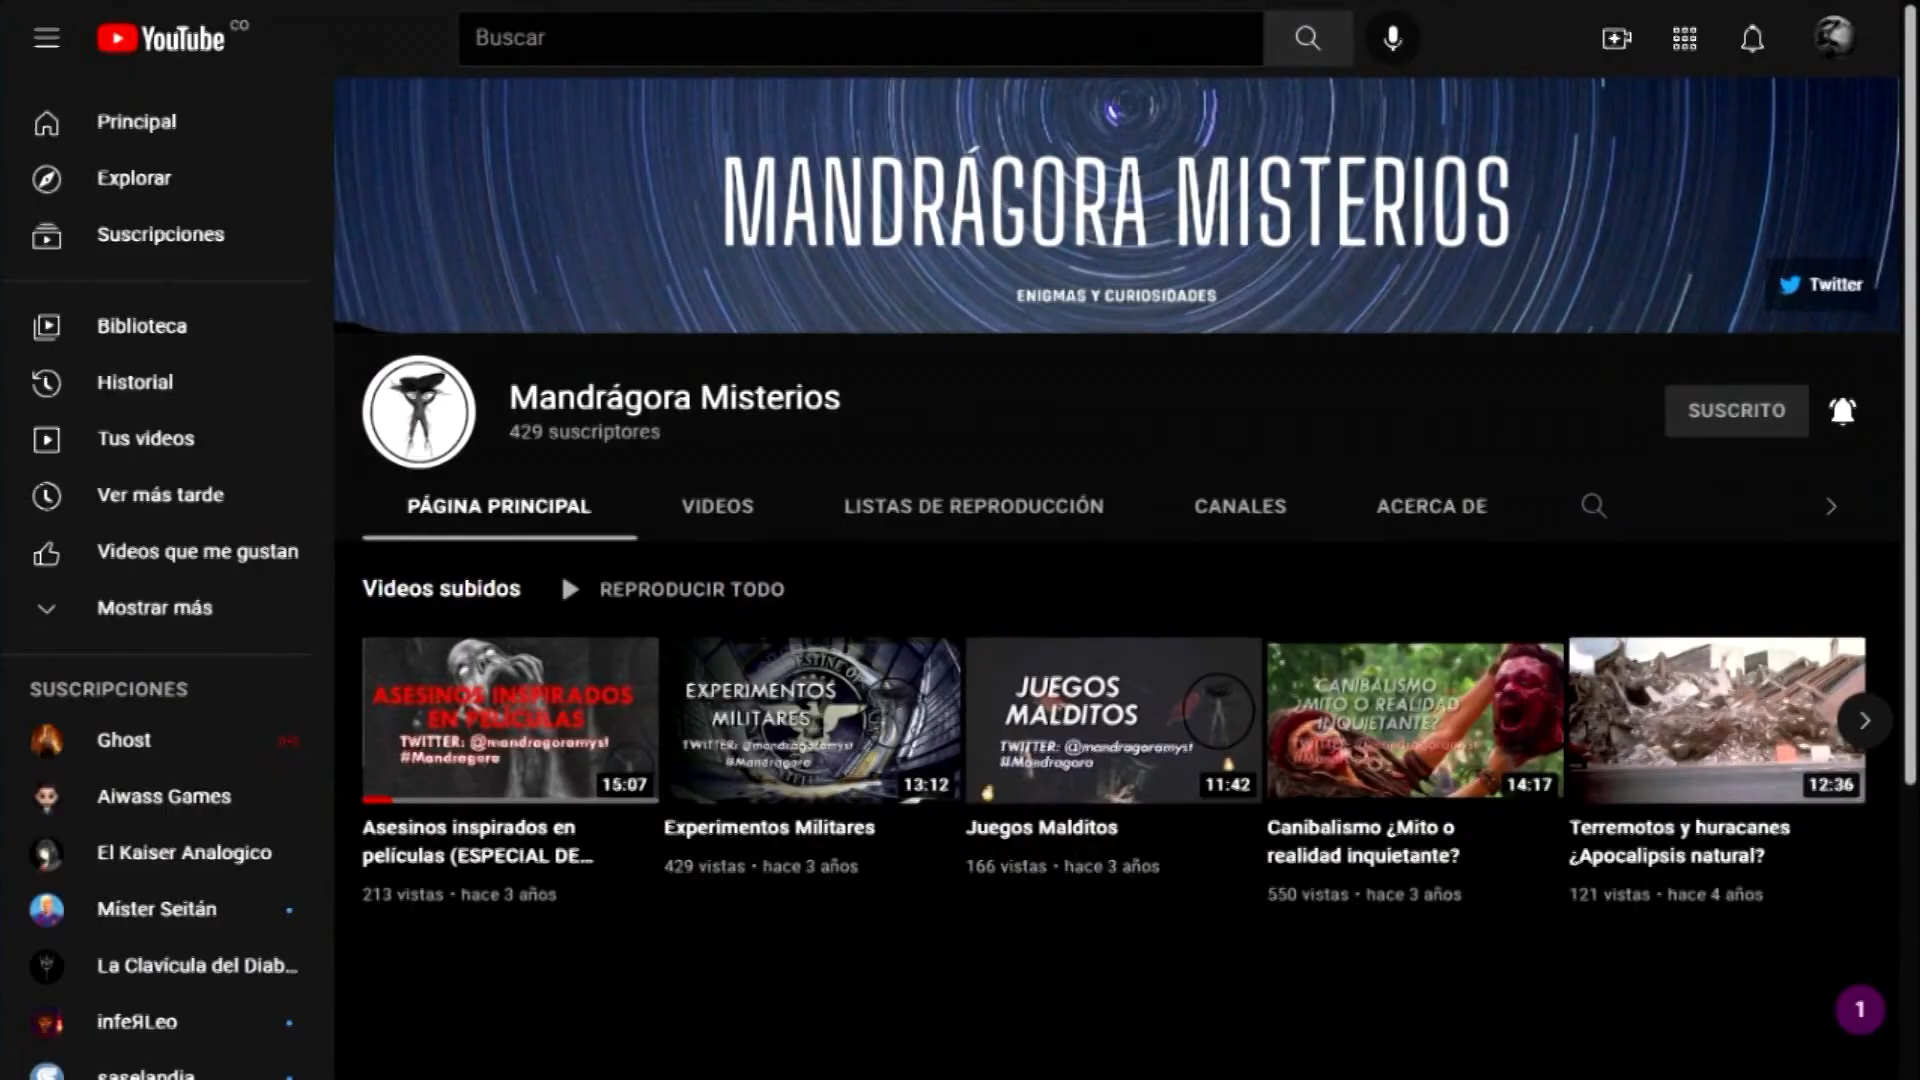 YouTube CO
Buscar
Principal
Explorar
Suscripciones
Biblioteca
Historial
Tus videos
Ver más tarde
Videos que me gustan
Mostrar más
SUSCRIPCIONES
Ghost
Aiwass Games
El Kaiser Analogico
Míster Seitán
La Clavícula del Diab...
infeЯLeo
saselandia
MANDRÁGORA MISTERIOS
ENIGMAS Y CURIOSIDADES
Twitter
Mandrágora Misterios
429 suscriptores
SUSCRITO
PÁGINA PRINCIPAL
VIDEOS
LISTAS DE REPRODUCCIÓN
CANALES
ACERCA DE
Videos subidos
REPRODUCIR TODO
ASESINOS INSPIRADOS
EN PELÍCULAS
TWITTER: @mandragoramyst
#Mandragora
15:07
Asesinos inspirados en
películas (ESPECIAL DE...
213 vistas • hace 3 años
EXPERIMENTOS
MILITARES
TWITTER: @mandragoramyst
#Mandragora
13:12
Experimentos Militares
429 vistas • hace 3 años
JUEGOS
MALDITOS
TWITTER: @mandragoramyst
#Mandragora
11:42
Juegos Malditos
166 vistas • hace 3 años
CANIBALISMO
¿MITO O REALIDAD
INQUIETANTE?
14:17
Canibalismo ¿Mito o
realidad inquietante?
550 vistas • hace 3 años
12:36
Terremotos y huracanes
¿Apocalipsis natural?
121 vistas • hace 4 años
1